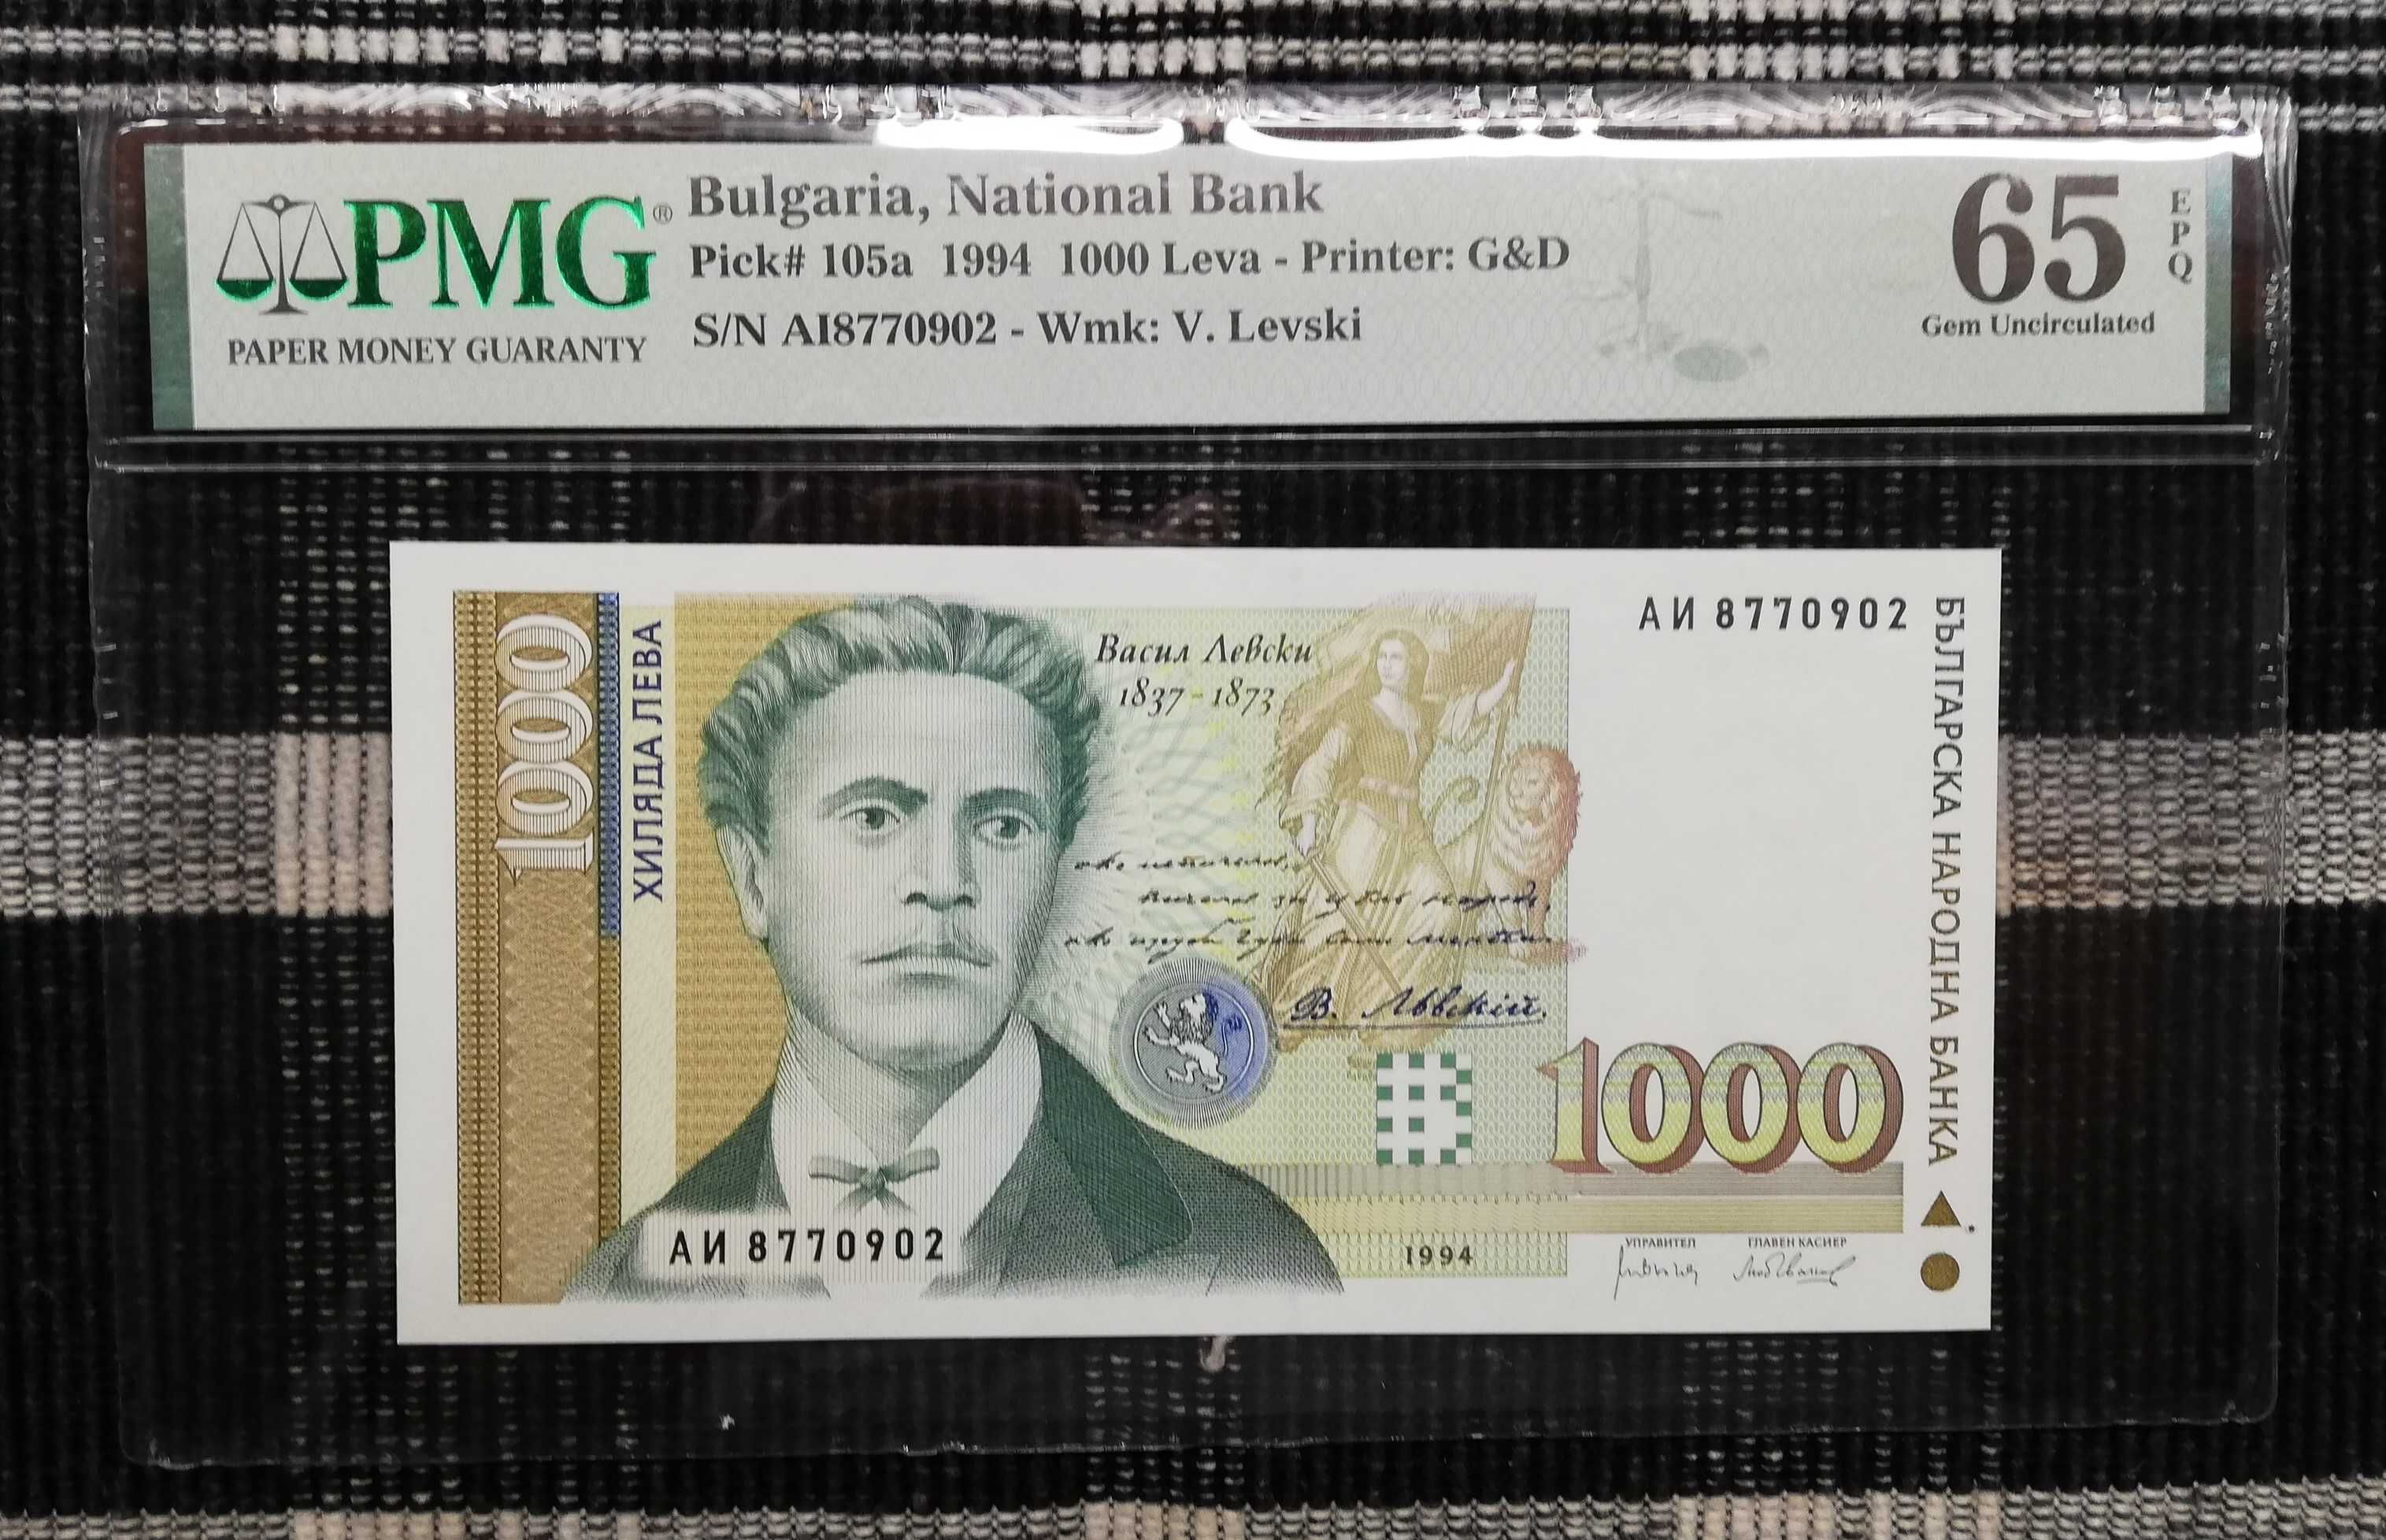 PMG®
PAPER MONEY GUARANTY
Bulgaria, National Bank
Pick# 105a 1994 1000 Leva - Printer: G&D
S/N AI8770902 - Wmk: V. Levski
65
EPQ
Gem Uncirculated
1000
ХИЛЯДА ЛЕВА
Васил Левски
1837-1873
АИ 8770902
БЪЛГАРСКА НАРОДНА БАНКА
1000
АИ 8770902
1994
УПРАВИТЕЛ
ГЛАВЕН КАСИЕР